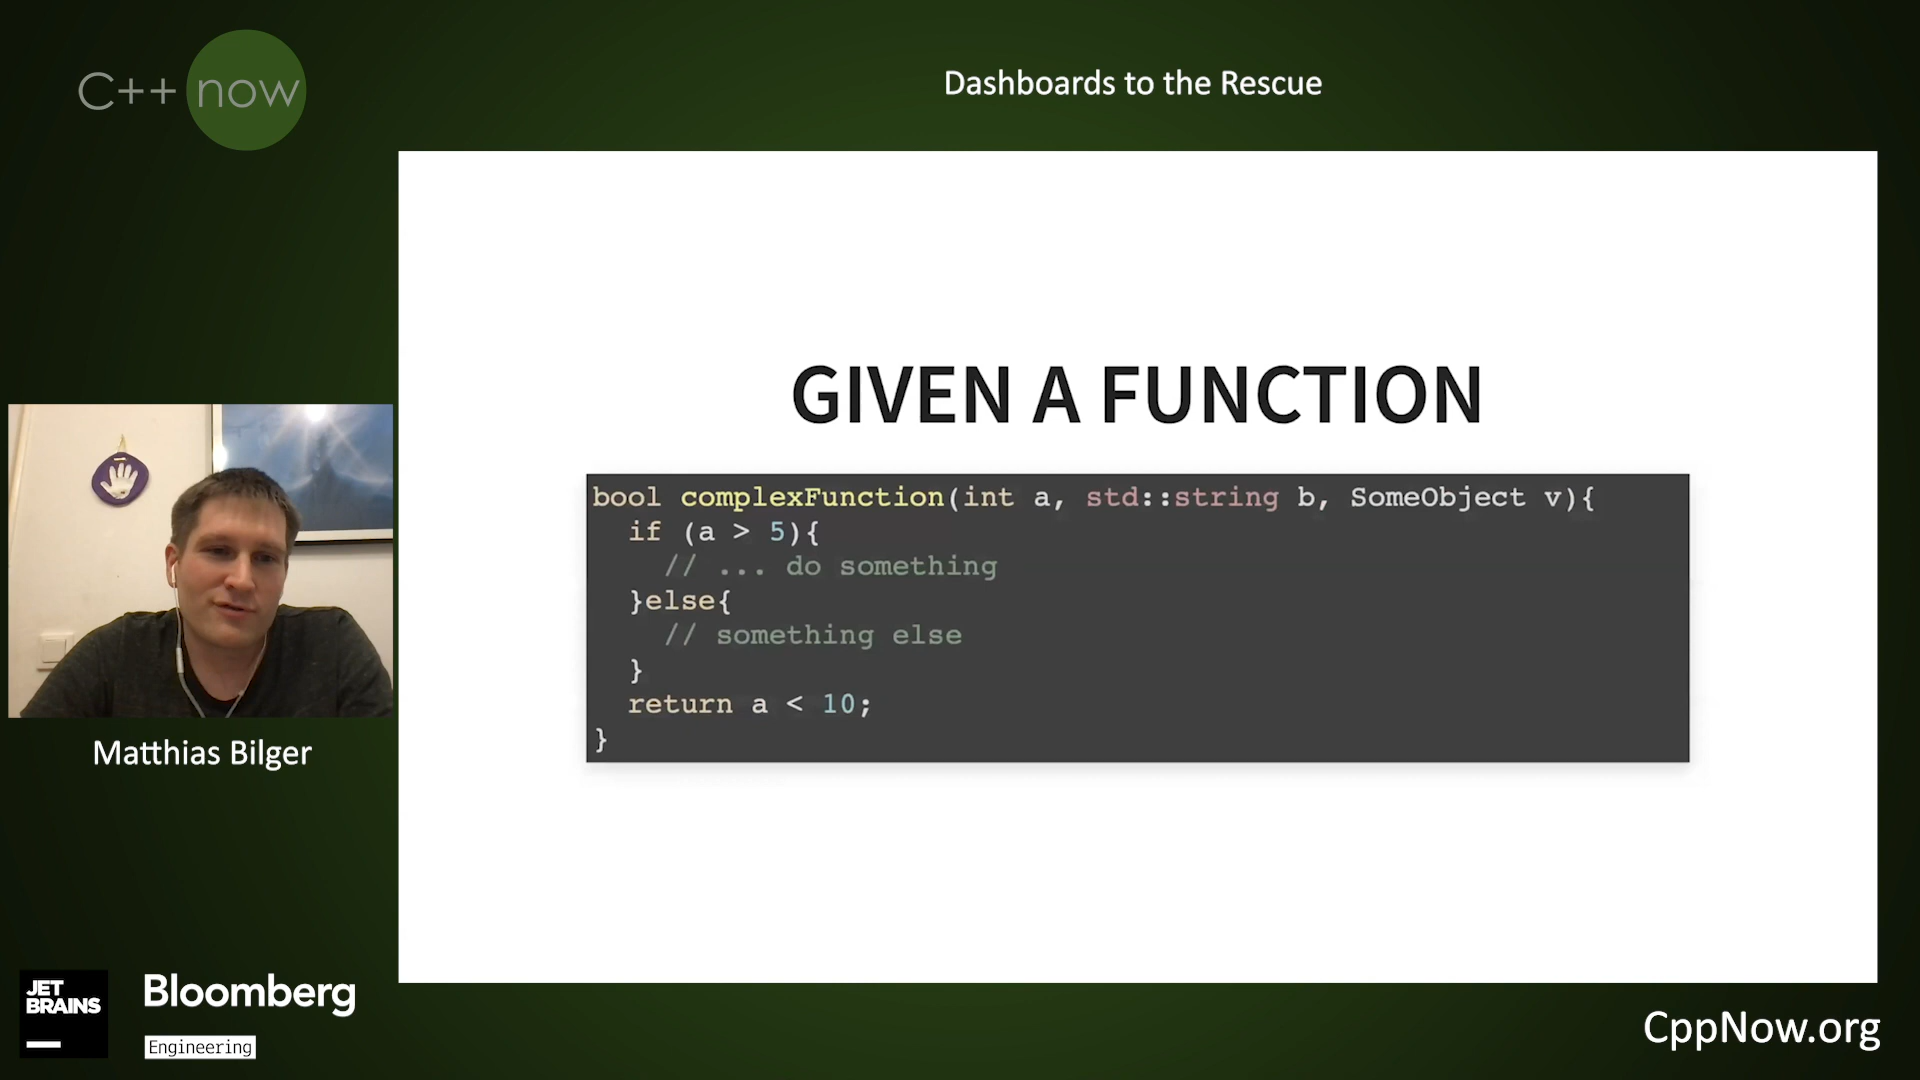 C++ now
Dashboards to the Rescue
GIVEN A FUNCTION
bool complexFunction(int a, std::string b, SomeObject v){
  if (a > 5){
    // ... do something
  }else{
    // something else
  }
  return a < 10;
}
Matthias Bilger
JET
BRAINS
Bloomberg
Engineering
CppNow.org